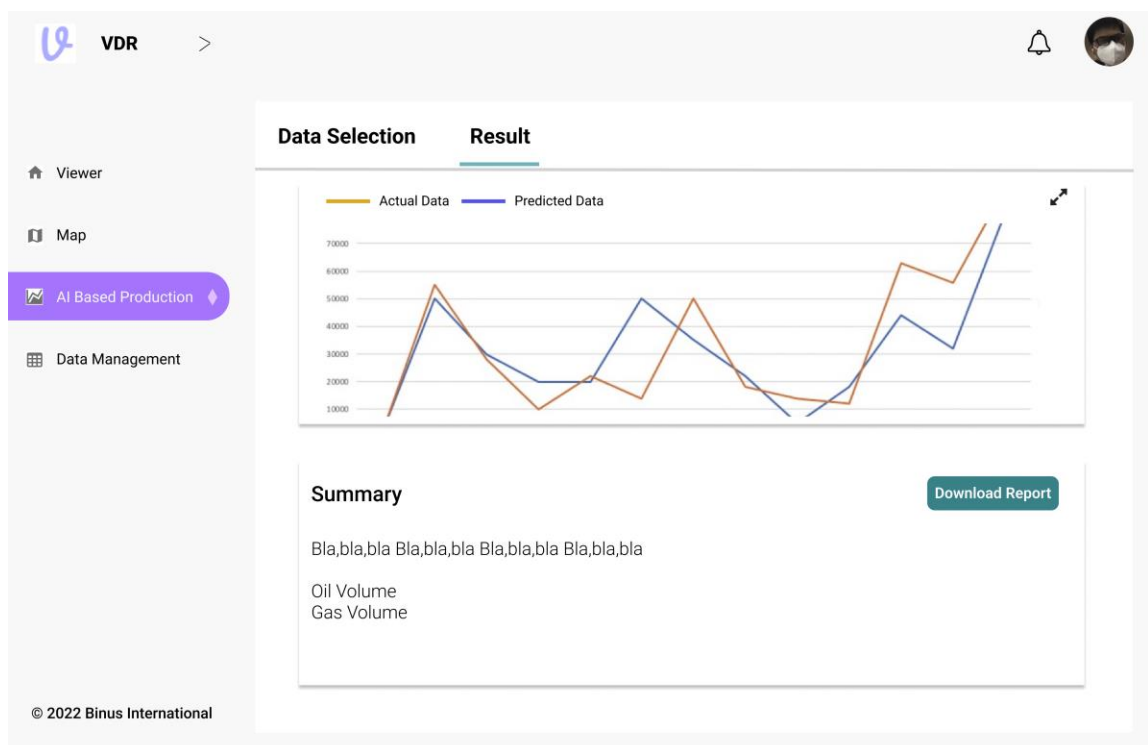 VDR >
Data Selection Result
Viewer
Map
AI Based Production
Data Management
Actual Data Predicted Data
70000
60000
50000
40000
30000
20000
10000
Summary
Download Report
Bla,bla,bla Bla,bla,bla Bla,bla,bla Bla,bla,bla
Oil Volume
Gas Volume
© 2022 Binus International